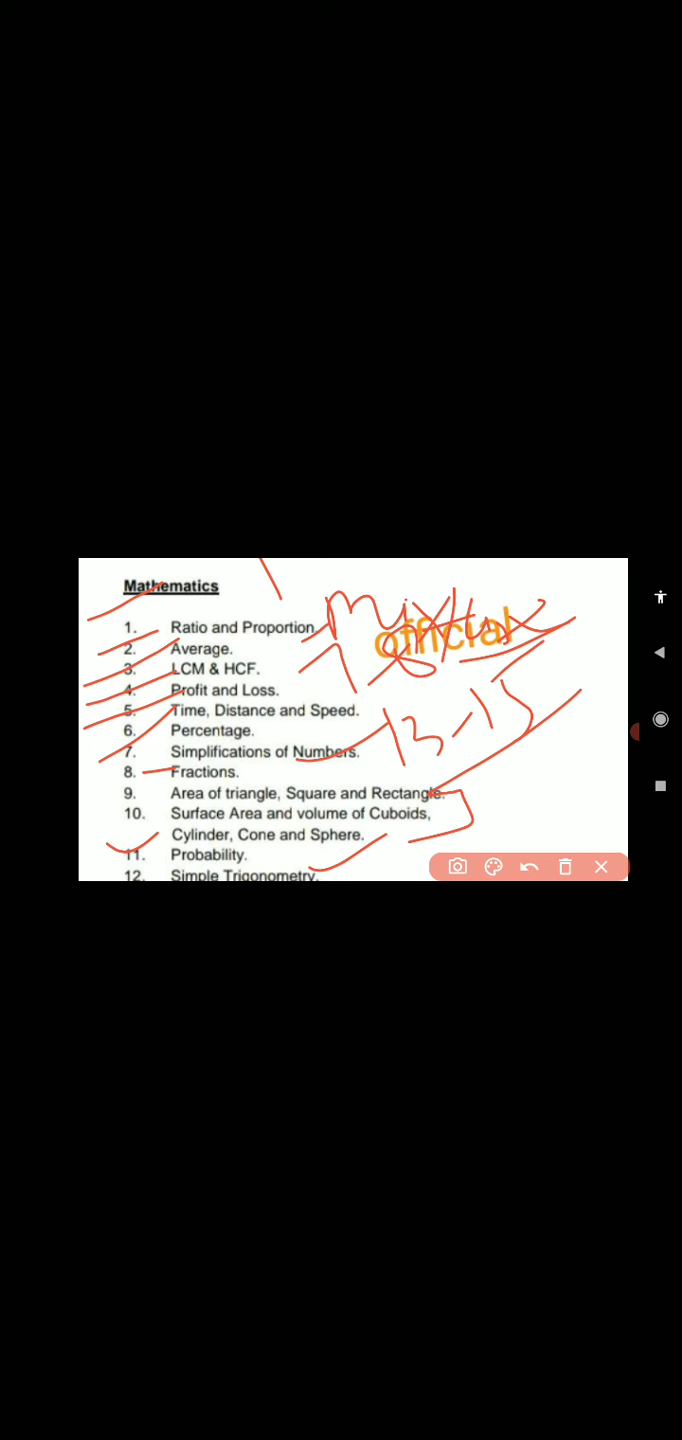 Mathematics
1. Ratio and Proportion.
official
2. Average.
3. LCM & HCF.
4. Profit and Loss.
5. Time, Distance and Speed.
13-15
6. Percentage.
7. Simplifications of Numbers.
8. Fractions.
9. Area of triangle, Square and Rectangle.
10. Surface Area and volume of Cuboids,
Cylinder, Cone and Sphere.
11. Probability.
12. Simple Trigonometry.